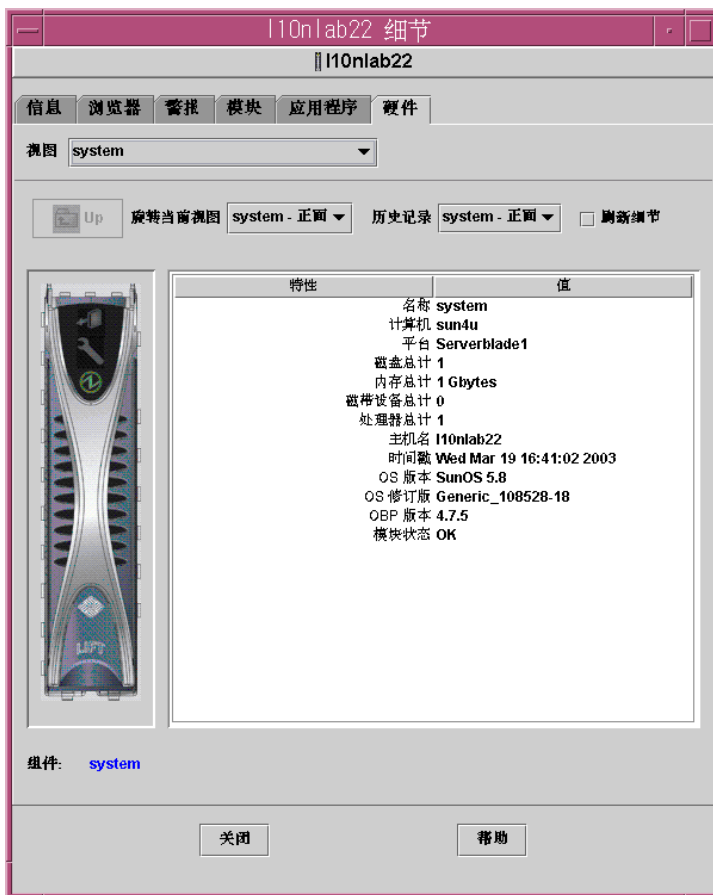 l10nlab22 细节
l10nlab22
信息 浏览器 警报 模块 应用程序 硬件
视图 system
Up 旋转当前视图 system - 正面 历史记录 system - 正面 刷新细节
特性 值
名称 system
计算机 sun4u
平台 Serverblade1
磁盘总计 1
内存总计 1 Gbytes
磁带设备总计 0
处理器总计 1
主机名 l10nlab22
时间戳 Wed Mar 19 16:41:02 2003
OS 版本 SunOS 5.8
OS 修订版 Generic_108528-18
OBP 版本 4.7.5
模块状态 OK
LIFT
组件: system
关闭 帮助